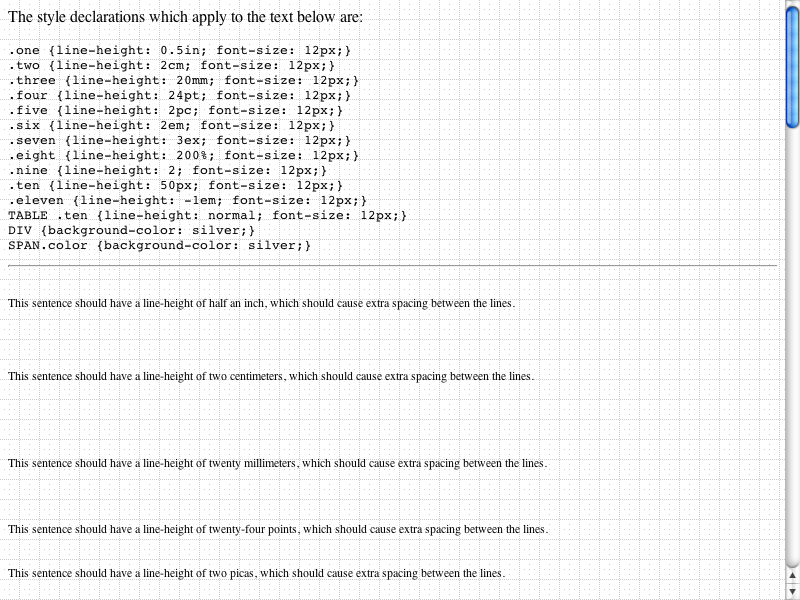 The style declarations which apply to the text below are:
.one {line-height: 0.5in; font-size: 12px;}
.two {line-height: 2cm; font-size: 12px;}
.three {line-height: 20mm; font-size: 12px;}
.four {line-height: 24pt; font-size: 12px;}
.five {line-height: 2pc; font-size: 12px;}
.six {line-height: 2em; font-size: 12px;}
.seven {line-height: 3ex; font-size: 12px;}
.eight {line-height: 200%; font-size: 12px;}
.nine {line-height: 2; font-size: 12px;}
.ten {line-height: 50px; font-size: 12px;}
.eleven {line-height: -1em; font-size: 12px;}
TABLE .ten {line-height: normal; font-size: 12px;}
DIV {background-color: silver;}
SPAN.color {background-color: silver;}
This sentence should have a line-height of half an inch, which should cause extra spacing between the lines.
This sentence should have a line-height of two centimeters, which should cause extra spacing between the lines.
This sentence should have a line-height of twenty millimeters, which should cause extra spacing between the lines.
This sentence should have a line-height of twenty-four points, which should cause extra spacing between the lines.
This sentence should have a line-height of two picas, which should cause extra spacing between the lines.